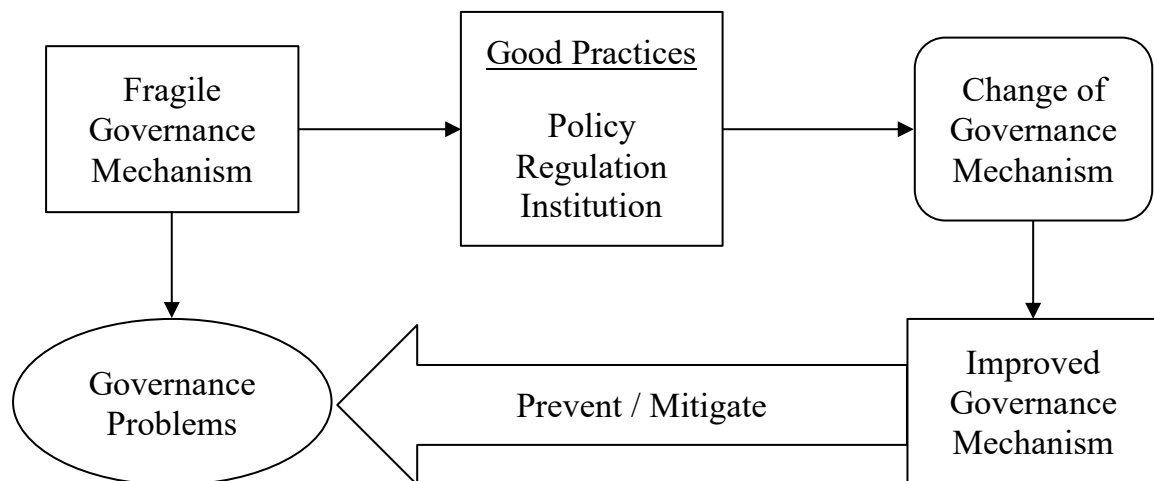 Fragile
Governance
Mechanism
Good Practices
Policy
Regulation
Institution
Change of
Governance
Mechanism
Governance
Problems
Prevent / Mitigate
Improved
Governance
Mechanism